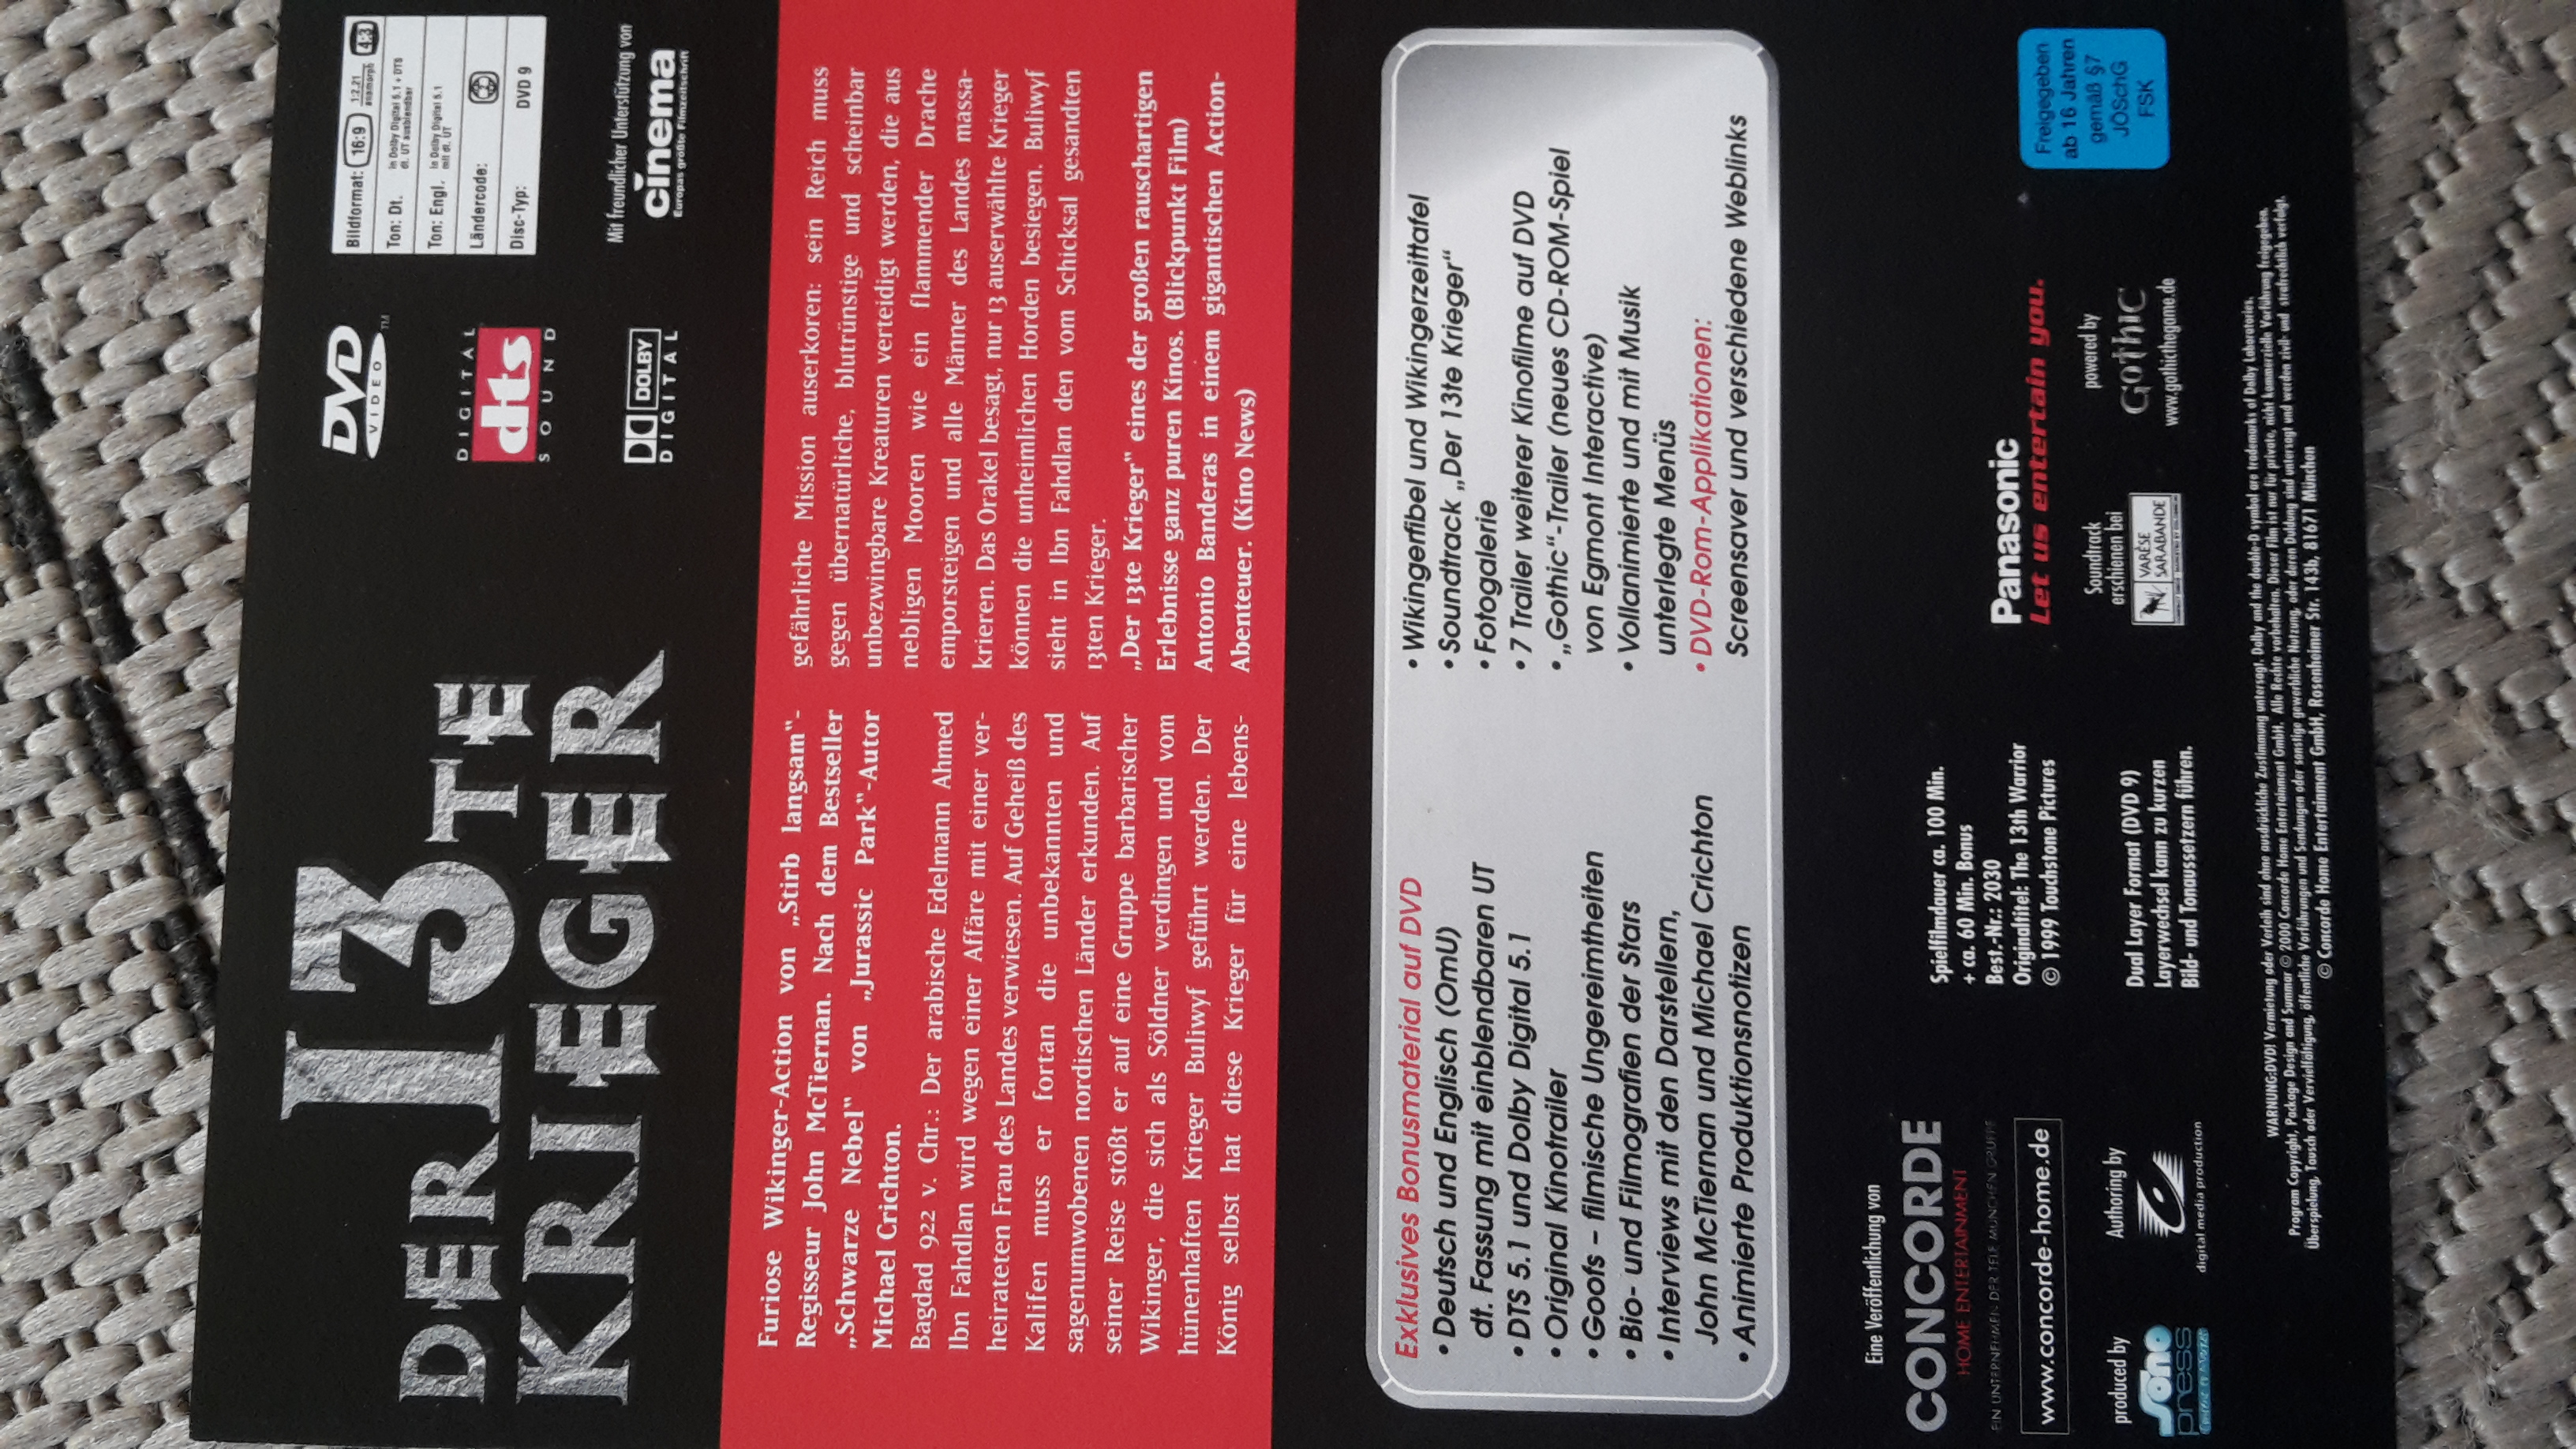 DER 13TE
KRIEGER
DVD
VIDEO
TM
DIGITAL
dts
SOUND
DOLBY
DIGITAL
Bildformat: 16:9 1:2.21 anamorph 4:3
Ton: Dt. in Dolby Digital 5.1 + DTS
dt. UT ausblendbar
Ton: Engl. in Dolby Digital 5.1
mit dt. UT
Ländercode:
Disc-Typ: DVD 9
Mit freundlicher Unterstützung von
cinema
Europas größte Filmzeitschrift
Furiose Wikinger-Action von „Stirb langsam"-
Regisseur John McTiernan. Nach dem Bestseller
„Schwarze Nebel" von „Jurassic Park"-Autor
Michael Crichton.
Bagdad 922 v. Chr.: Der arabische Edelmann Ahmed
Ibn Fahdlan wird wegen einer Affäre mit einer ver-
heirateten Frau des Landes verwiesen. Auf Geheiß des
Kalifen muss er fortan die unbekannten und
sagenumwobenen nordischen Länder erkunden. Auf
seiner Reise stößt er auf eine Gruppe barbarischer
Wikinger, die sich als Söldner verdingen und vom
hünenhaften Krieger Buliwyf geführt werden. Der
König selbst hat diese Krieger für eine lebens-
gefährliche Mission auserkoren: sein Reich muss
gegen übernatürliche, blutrünstige und scheinbar
unbezwingbare Kreaturen verteidigt werden, die aus
nebligen Mooren wie ein flammender Drache
emporsteigen und alle Männer des Landes massa-
krieren. Das Orakel besagt, nur 13 auserwählte Krieger
können die unheimlichen Horden besiegen. Buliwyf
sieht in Ibn Fahdlan den vom Schicksal gesandten
13ten Krieger.
„Der 13te Krieger" eines der großen rauschartigen
Erlebnisse ganz puren Kinos. (Blickpunkt Film)
Antonio Banderas in einem gigantischen Action-
Abenteuer. (Kino News)
Exklusives Bonusmaterial auf DVD
• Deutsch und Englisch (OmU)
dt. Fassung mit einblendbaren UT
• DTS 5.1 und Dolby Digital 5.1
• Original Kinotrailer
• Goofs – filmische Ungereimtheiten
• Bio- und Filmografien der Stars
• Interviews mit den Darstellern,
John McTiernan und Michael Crichton
• Animierte Produktionsnotizen
• Wikingerfibel und Wikingerzeittafel
• Soundtrack „Der 13te Krieger“
• Fotogalerie
• 7 Trailer weiterer Kinofilme auf DVD
• „Gothic“-Trailer (neues CD-ROM-Spiel
von Egmont Interactive)
• Vollanimierte und mit Musik
unterlegte Menüs
• DVD-Rom-Applikationen:
Screensaver und verschiedene Weblinks
Eine Veröffentlichung von
CONCORDE
HOME ENTERTAINMENT
EIN UNTERNEHMEN DER TELE MÜNCHEN GRUPPE
www.concorde-home.de
produced by
Sono
press
Authoring by
digital media production
Spielfilmdauer ca. 100 Min.
+ ca. 60 Min. Bonus
Best.-Nr.: 2030
Originaltitel: The 13th Warrior
© 1999 Touchstone Pictures
Dual Layer Format (DVD 9)
Layerwechsel kann zu kurzen
Bild- und Tonaussetzern führen.
Panasonic
Let us entertain you.
Soundtrack
erschienen bei
VARÈSE
SARABANDE
powered by
GOTHIC
www.gothicthegame.de
Freigegeben
ab 16 Jahren
gemäß §7
JÖSchG
FSK
WARNUNG:DVD! Vermietung oder Verleih sind ohne ausdrückliche Zustimmung untersagt. Dolby and the double-D symbol are trademarks of Dolby Laboratories.
Program Copyright, Package Design and Summar © 2000 Concorde Home Entertainment GmbH. Alle Rechte vorbehalten. Dieser Film ist nur für private, nicht kommerzielle Vorführung freigegeben.
Überspielung, Tausch oder Vervielfältigung, öffentliche Vorführungen und Sendungen oder sonstige gewerbliche Nutzung, oder deren Duldung sind untersagt und werden zivil- und strafrechtlich verfolgt.
© Concorde Home Entertainment GmbH, Rosenheimer Str. 143b, 81671 München